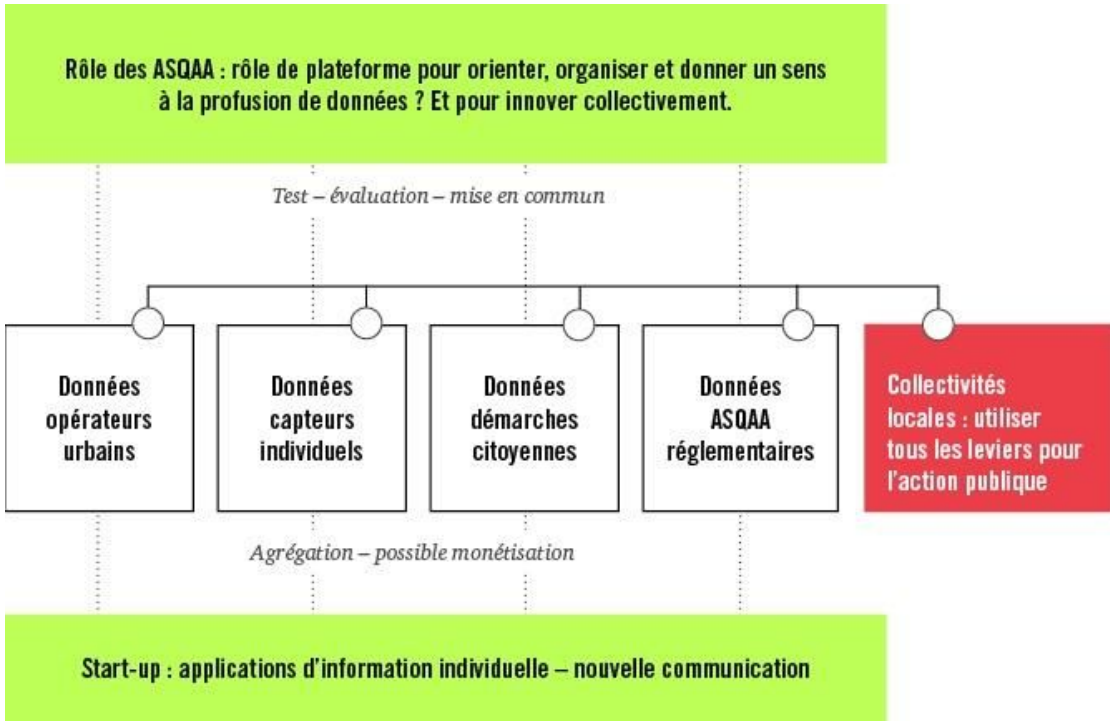 Rôle des ASQAA : rôle de plateforme pour orienter, organiser et donner un sens
à la profusion de données ? Et pour innover collectivement.
Test – évaluation – mise en commun
Données
opérateurs
urbains
Données
capteurs
individuels
Données
démarches
citoyennes
Données
ASQAA
réglementaires
Collectivités
locales : utiliser
tous les leviers pour
l’action publique
Agrégation – possible monétisation
Start-up : applications d’information individuelle – nouvelle communication